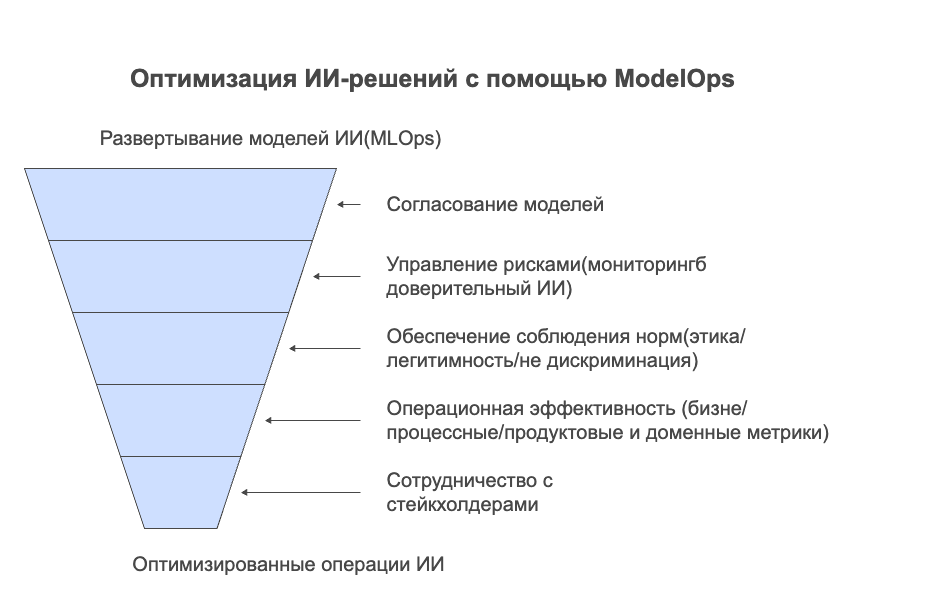 Оптимизация ИИ-решений с помощью ModelOps
Развертывание моделей ИИ(MLOps)
Согласование моделей
Управление рисками(мониторингб
доверительный ИИ)
Обеспечение соблюдения норм(этика/
легитимность/не дискриминация)
Операционная эффективность (бизне/
процессные/продуктовые и доменные метрики)
Сотрудничество с
стейкхолдерами
Оптимизированные операции ИИ